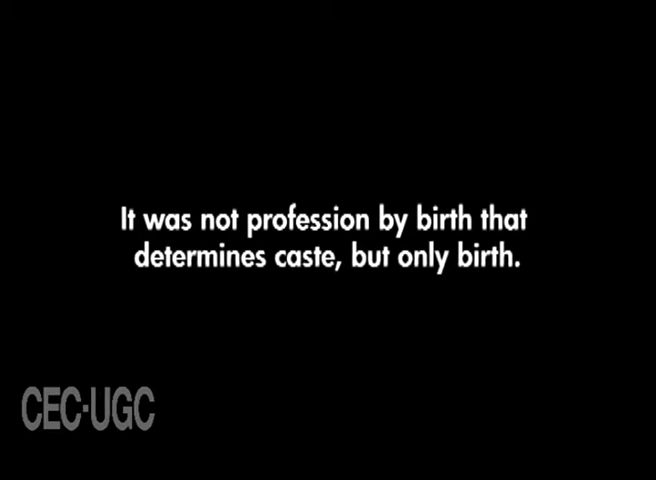 It was not profession by birth that
determines caste, but only birth.
CEC-UGC